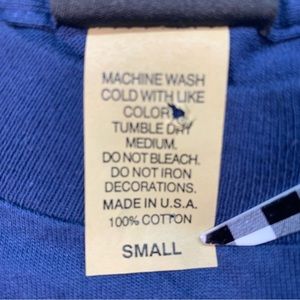 MACHINE WASH
COLD WITH LIKE
COLOR
TUMBLE DRY
MEDIUM.
DO NOT BLEACH.
DO NOT IRON
DECORATIONS.
MADE IN U.S.A.
100% COTTON
SMALL